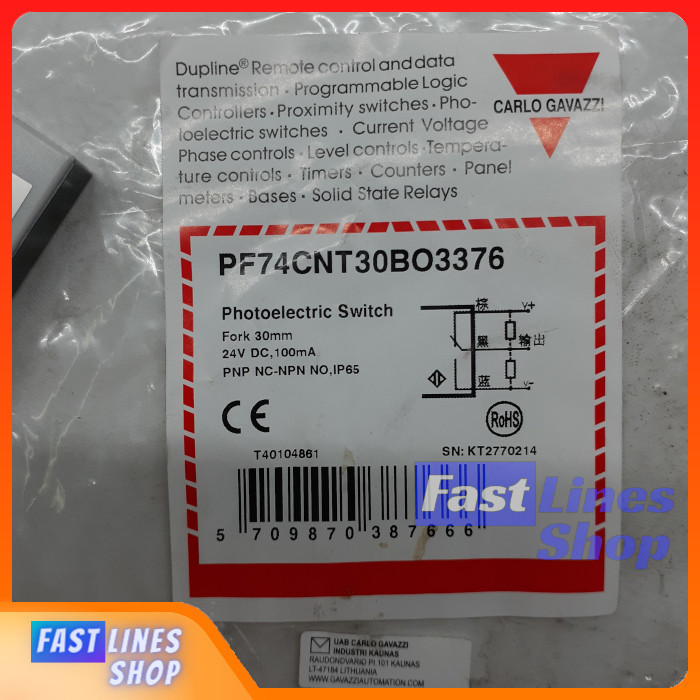 FAST LINES
SHOP
Dupline® Remote control and data
transmission · Programmable Logic
Controllers · Proximity switches · Pho-
toelectric switches · Current Voltage
Phase controls · Level controls · Tempera-
ture controls · Timers · Counters · Panel
meters · Bases · Solid State Relays
CARLO GAVAZZI
PF74CNT30BO3376
Photoelectric Switch
Fork 30mm
24V DC,100mA
PNP NC-NPN NO,IP65
棕
V+
黑
输出
蓝
V-
CE
RoHS
T40104861
SN: KT2770214
5 709870 387666
Fast Lines
Shop
UAB CARLO GAVAZZI
INDUSTRI KAUNAS
RAUDONDVARIO PI.101 KAUNAS
LT-47184 LITHUANIA
WWW.GAVAZZIAUTOMATION.COM
FAST LINES
SHOP